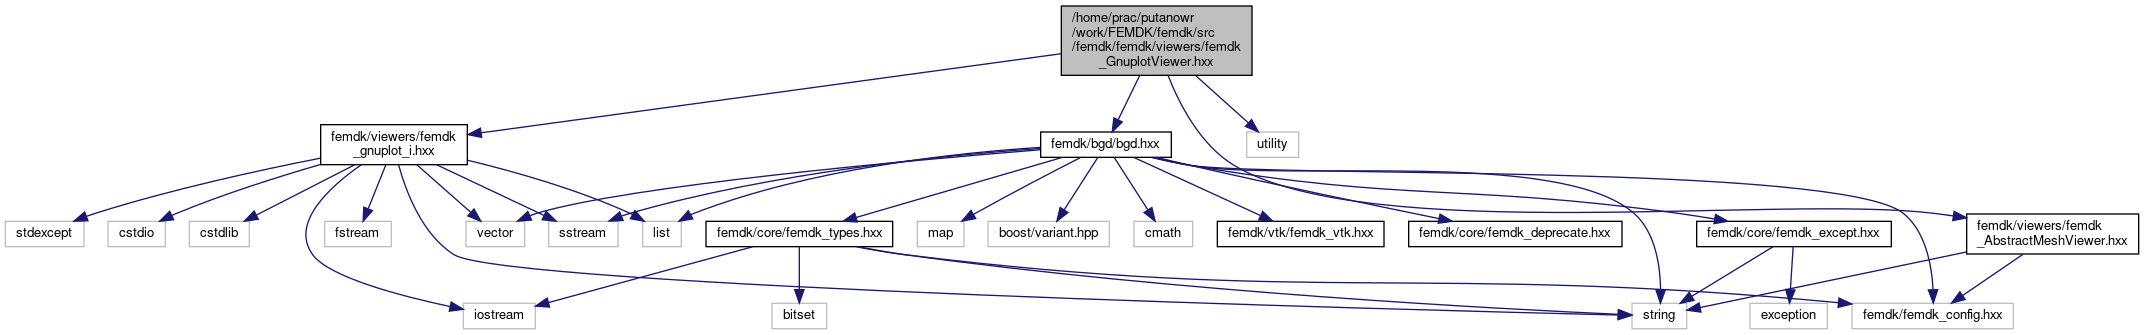 /home/prac/putanowr
/work/FEMDK/femdk/src
/femdk/femdk/viewers/femdk
_GnuplotViewer.hxx
femdk/viewers/femdk
_gnuplot_i.hxx
femdk/bgd/bgd.hxx
utility
stdexcept
cstdio
cstdlib
fstream
vector
sstream
list
femdk/core/femdk_types.hxx
map
boost/variant.hpp
cmath
femdk/vtk/femdk_vtk.hxx
femdk/core/femdk_deprecate.hxx
femdk/core/femdk_except.hxx
femdk/viewers/femdk
_AbstractMeshViewer.hxx
iostream
bitset
string
exception
femdk/femdk_config.hxx